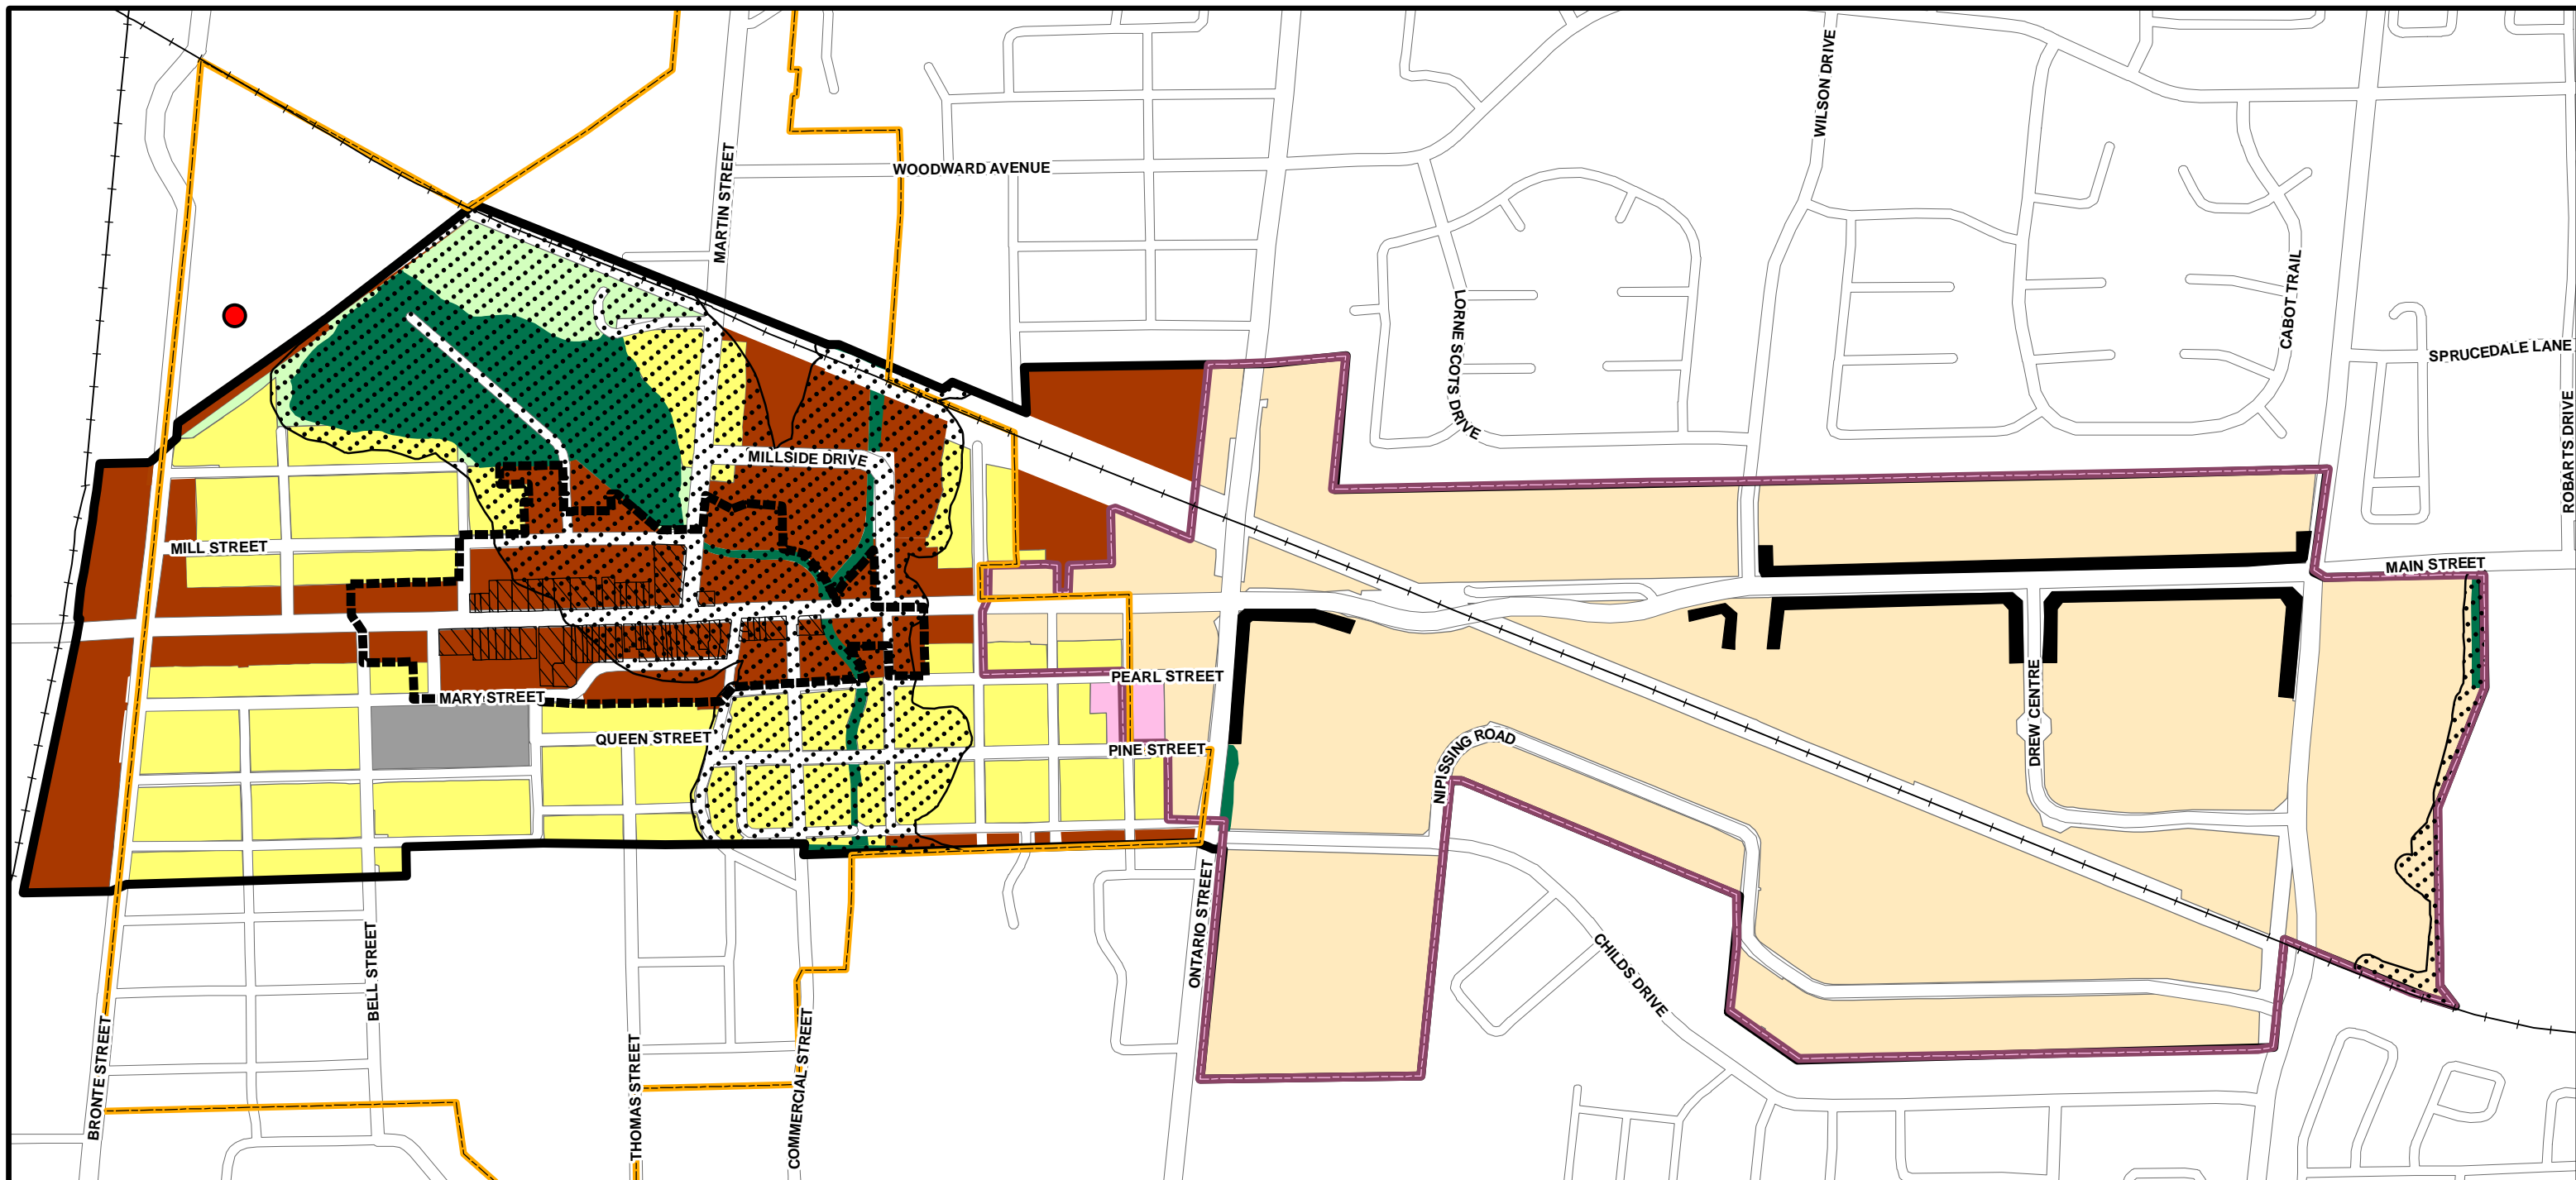 WILSON DRIVE
MARTIN STREET
WOODWARD AVENUE
CABOT TRAIL
LORNE SCOTS DRIVE
SPRUCEDALE LANE
ROBARTS DRIVE
MILLSIDE DRIVE
MILL STREET
MAIN STREET
PEARL STREET
MARY STREET
DREW CENTRE
QUEEN STREET
PINE STREET
NIPISSING ROAD
ONTARIO STREET
BELL STREET
CHILDS DRIVE
BRONTE STREET
THOMAS STREET
COMMERCIAL STREET